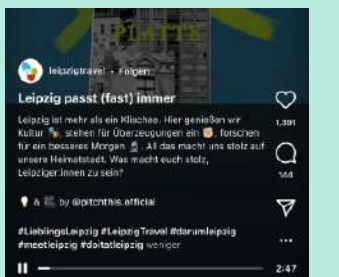 PLATTE
leipzigtravel • Folgen
Leipzig passt (fast) immer
Leipzig ist mehr als ein Klischee. Hier genießen wir
Kultur 🎭, stehen für Überzeugungen ein ✊🏼, forschen
für ein besseres Morgen 🔬. All das macht uns stolz auf
unsere Heimatstadt. Was macht euch stolz,
Leipziger:innen zu sein?
1,391
144
💡 & 🎥 by @pitchthis.official
#LieblingsLeipzig #LeipzigTravel #darumleipzig
#meetleipzig #doitatleipzig weniger
2:47